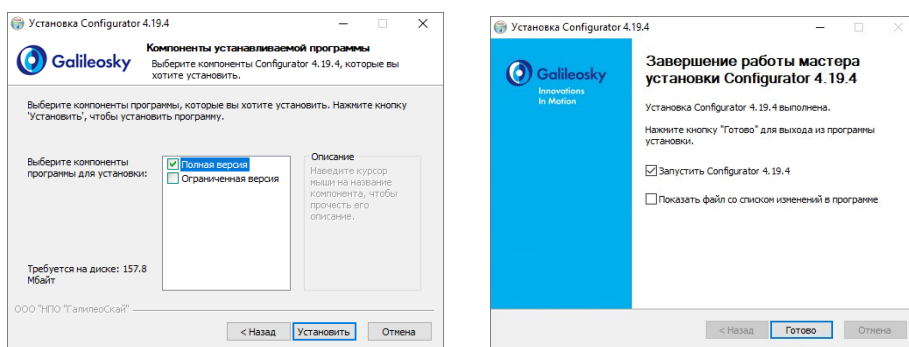 Установка Configurator 4.19.4
Galileosky
Компоненты устанавливаемой программы
Выберите компоненты Configurator 4.19.4, которые вы
хотите установить.
Выберите компоненты программы, которые вы хотите установить. Нажмите кнопку
'Установить', чтобы установить программу.
Выберите компоненты
программы для установки:
Полная версия
Ограниченная версия
Описание
Наведите курсор
мыши на название
компонента, чтобы
прочесть его
описание.
Требуется на диске: 157.8
Мбайт
ООО "НПО "ГалилеоСкай"
< Назад
Установить
Отмена
Установка Configurator 4.19.4
Galileosky
Innovations
In Motion
Завершение работы мастера
установки Configurator 4.19.4
Установка Configurator 4.19.4 выполнена.
Нажмите кнопку "Готово" для выхода из программы
установки.
Запустить Configurator 4.19.4
Показать файл со списком изменений в программе
< Назад
Готово
Отмена